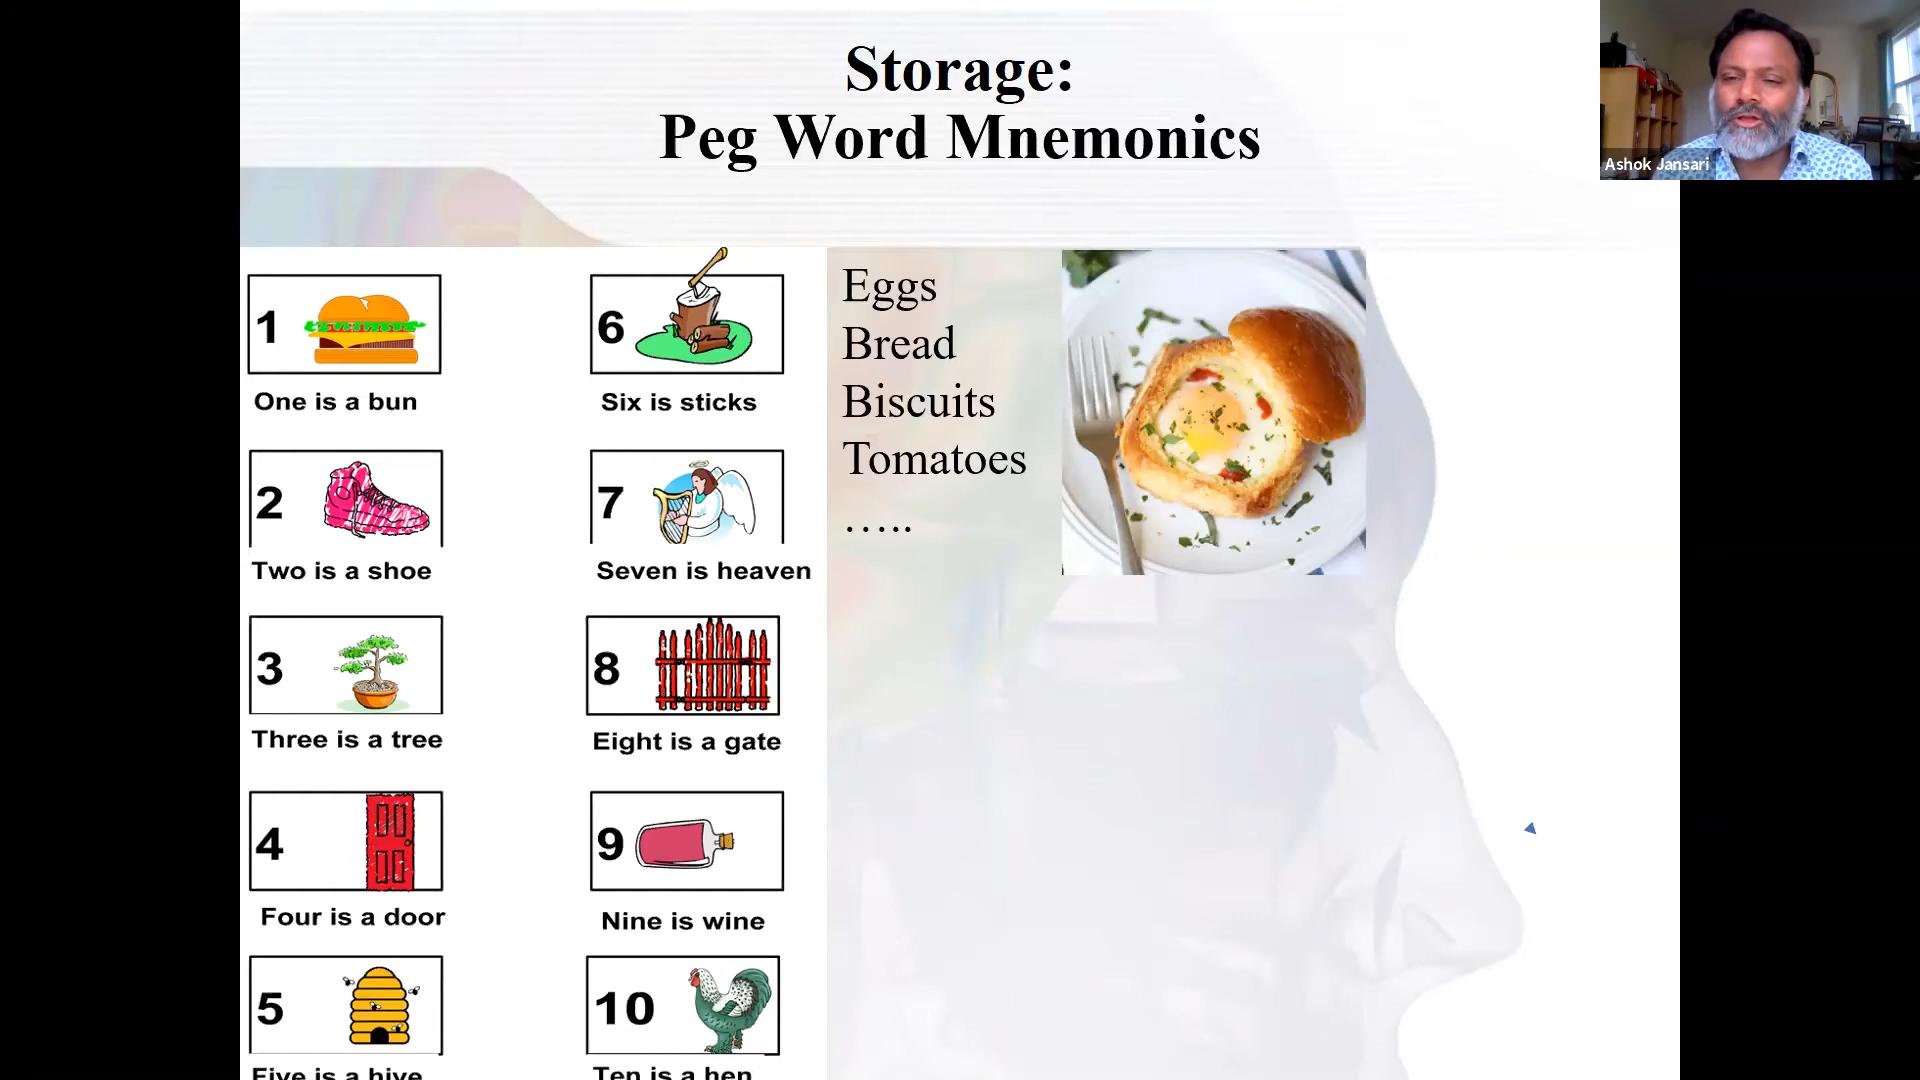 Storage:
Peg Word Mnemonics
Ashok Jansari
1
One is a bun
2
Two is a shoe
3
Three is a tree
4
Four is a door
5
Five is a hive
6
Six is sticks
7
Seven is heaven
8
Eight is a gate
9
Nine is wine
10
Ten is a hen
Eggs
Bread
Biscuits
Tomatoes
…..